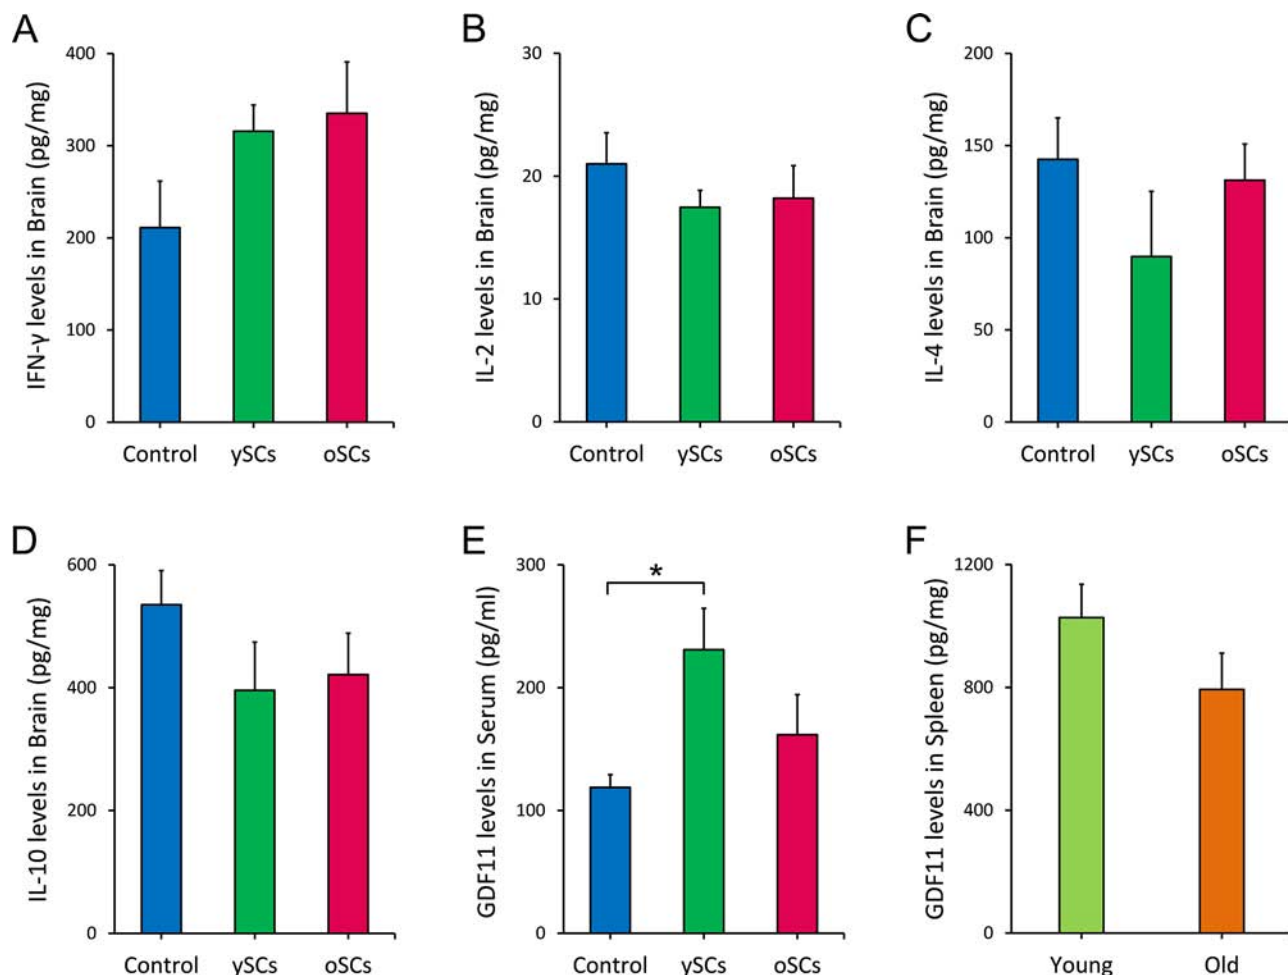 A
IFN-γ levels in Brain (pg/mg)
400
300
200
100
0
Control ySCs oSCs
B
IL-2 levels in Brain (pg/mg)
30
20
10
0
Control ySCs oSCs
C
IL-4 levels in Brain (pg/mg)
200
150
100
50
0
Control ySCs oSCs
D
IL-10 levels in Brain (pg/mg)
600
400
200
0
Control ySCs oSCs
E
GDF11 levels in Serum (pg/ml)
300
200
100
0
*
Control ySCs oSCs
F
GDF11 levels in Spleen (pg/mg)
1200
800
400
0
Young Old